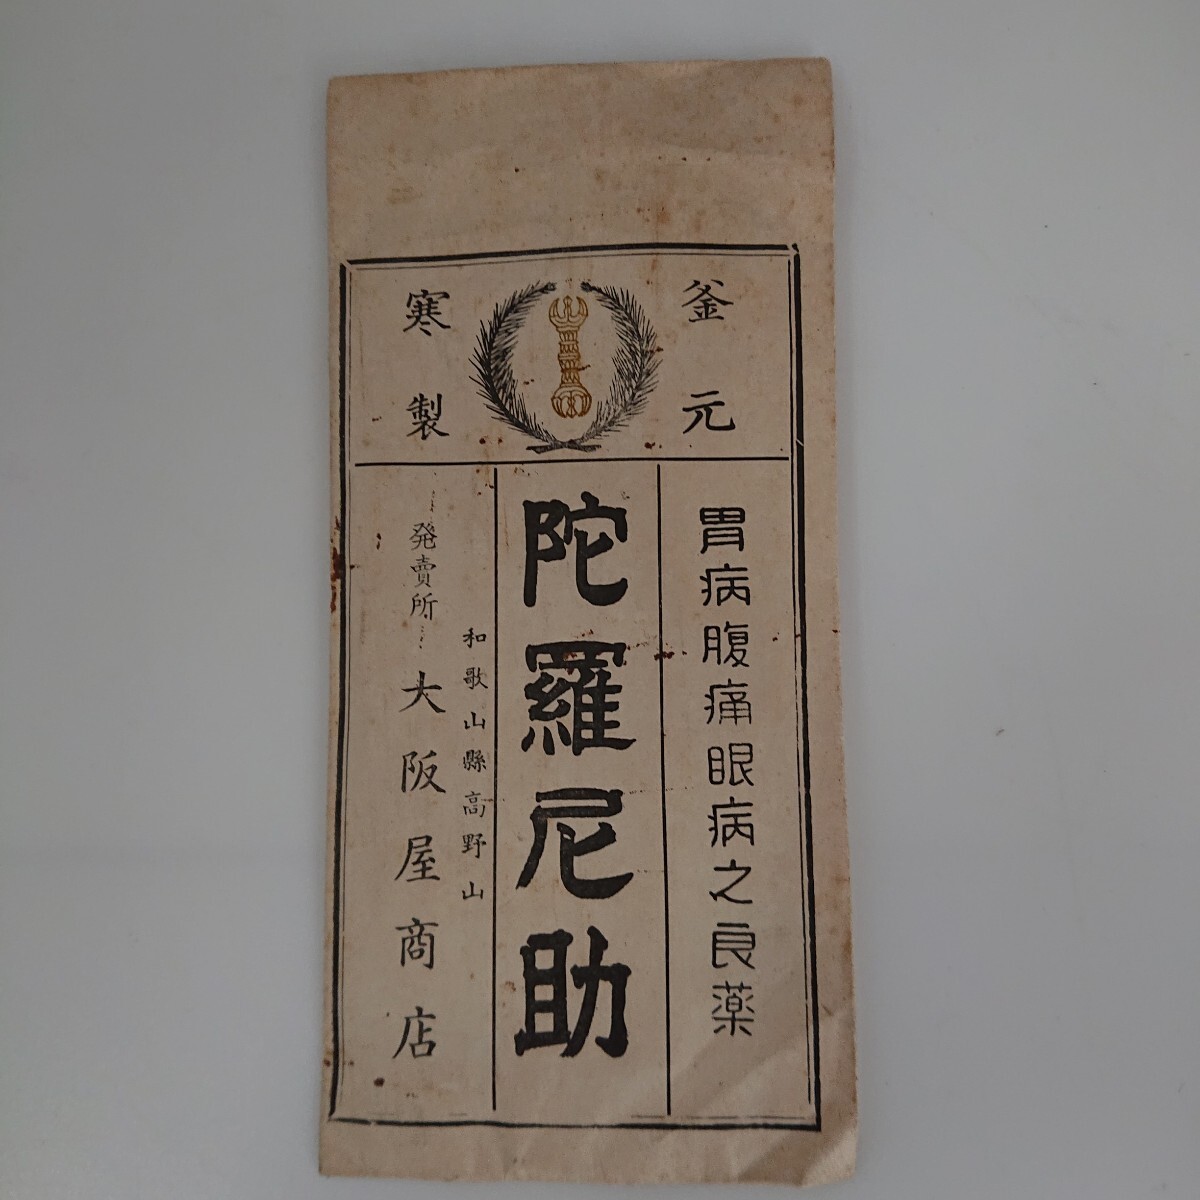 釜元
寒製
胃病腹痛眼病之良薬
陀羅尼助
和歌山縣高野山
発売所
大阪屋商店